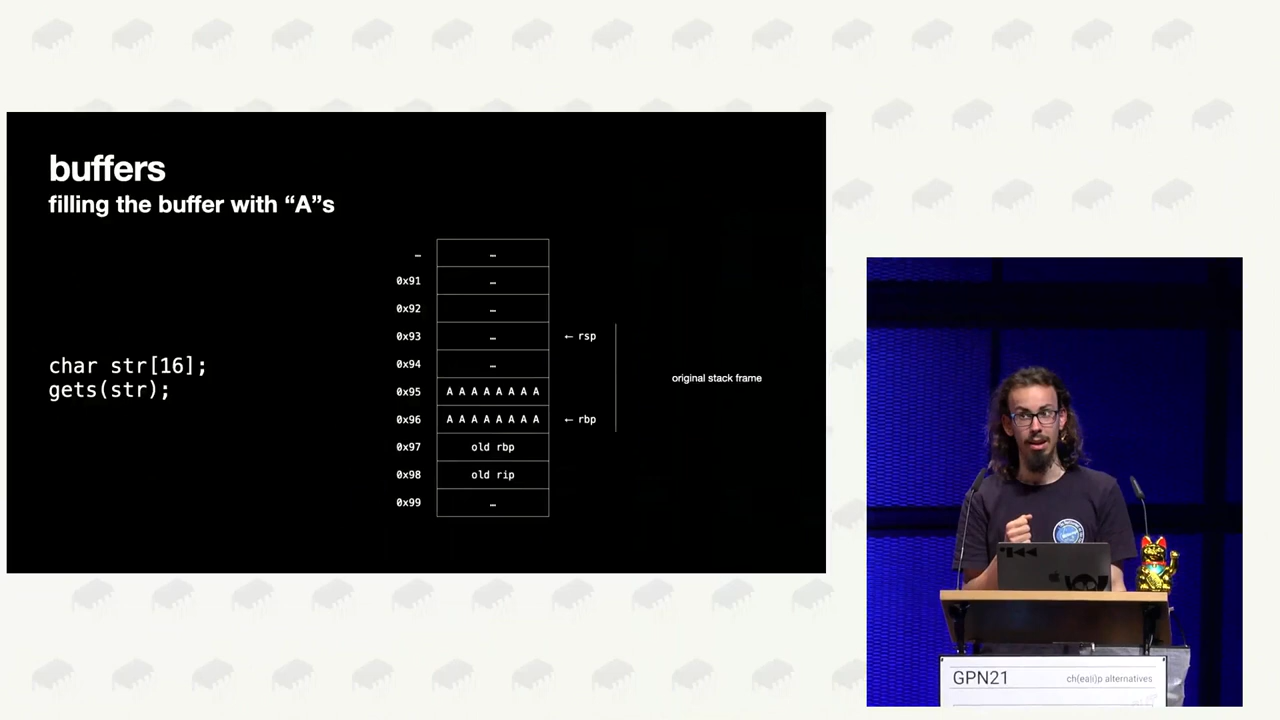 buffers
filling the buffer with “A”s
char str[16];
gets(str);
… …
0x91 …
0x92 …
0x93 … ← rsp
0x94 …
0x95 A A A A A A A A
0x96 A A A A A A A A ← rbp
0x97 old rbp
0x98 old rip
0x99 …
original stack frame
GPN21 ch(ea|i)p alternatives